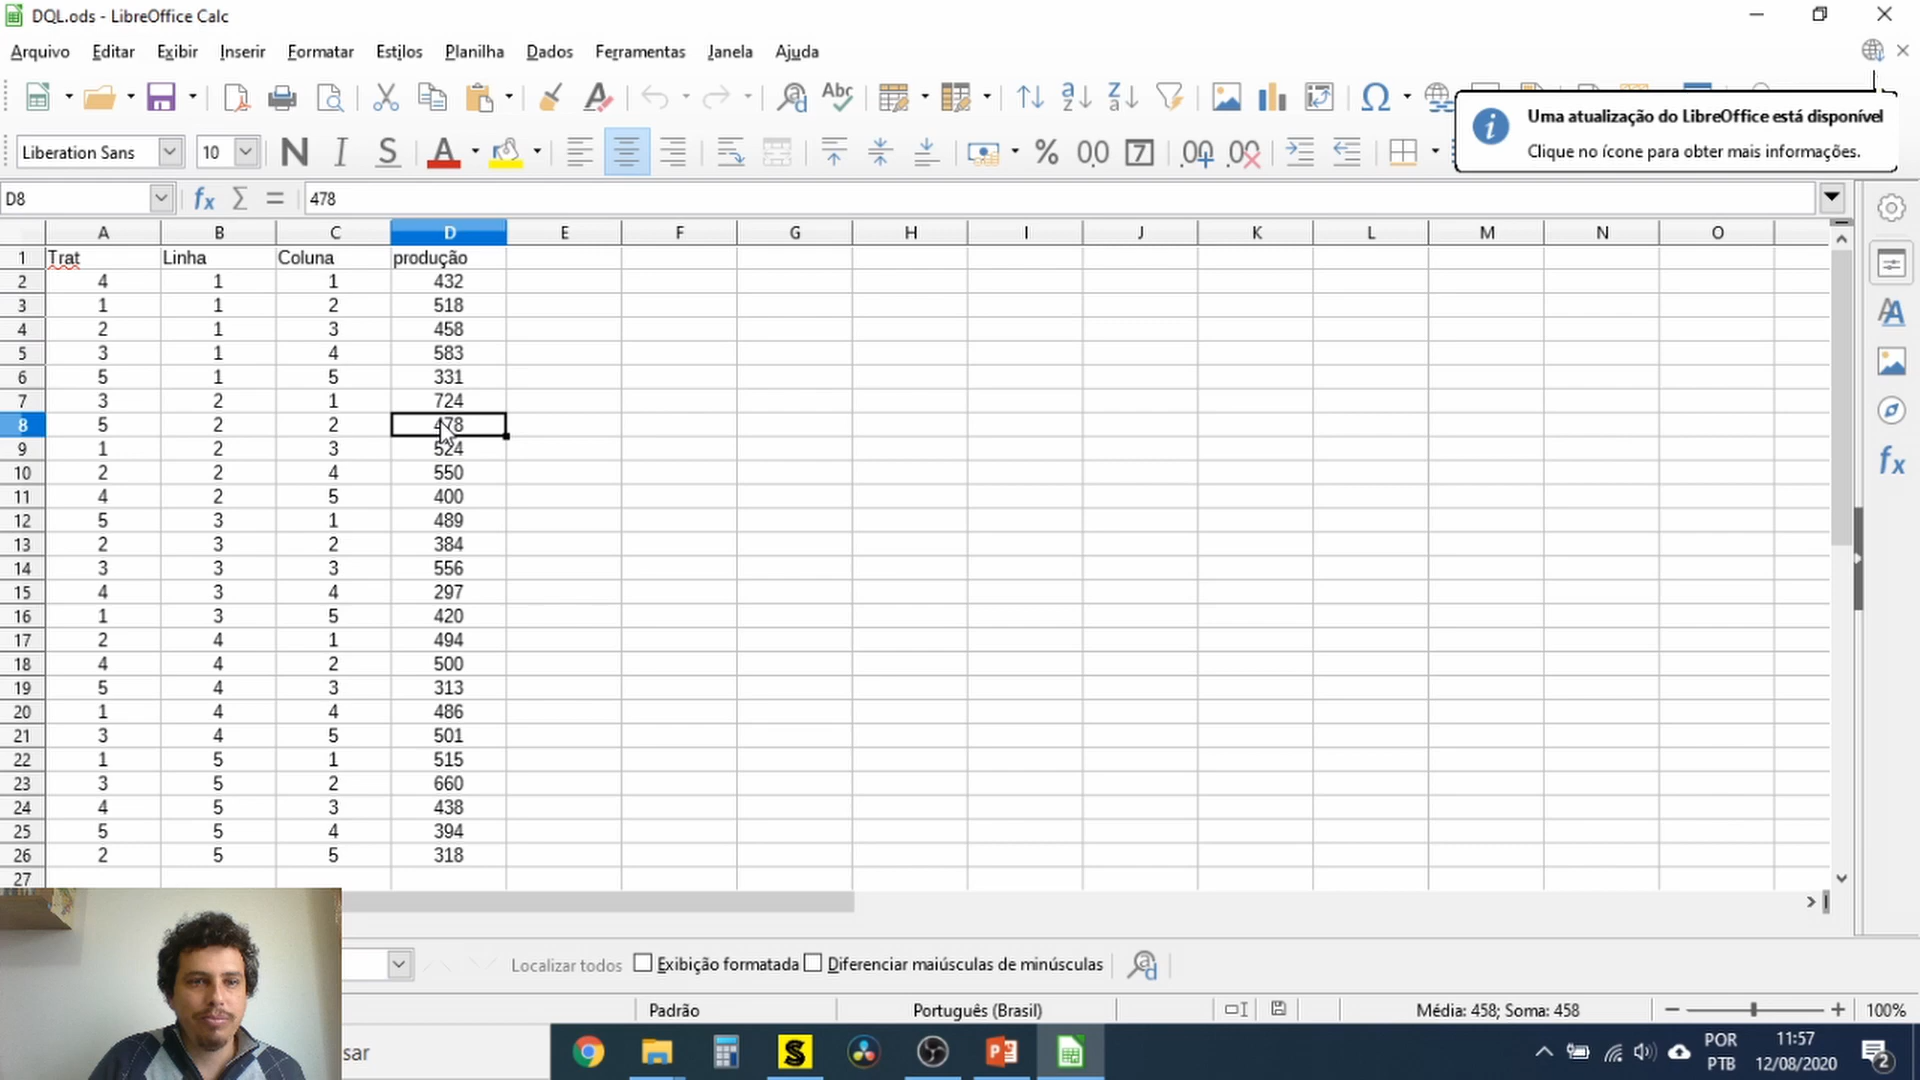 DQL.ods - LibreOffice Calc
Arquivo Editar Exibir Inserir Formatar Estilos Planilha Dados Ferramentas Janela Ajuda
Uma atualização do LibreOffice está disponível
Clique no ícone para obter mais informações.
Liberation Sans 10 N I S
D8 fx Σ = 478
A B C D E F G H I J K L M N O
1 Trat Linha Coluna produção
2 4 1 1 432
3 1 1 2 518
4 2 1 3 458
5 3 1 4 583
6 5 1 5 331
7 3 2 1 724
8 5 2 2 478
9 1 2 3 524
10 2 2 4 550
11 4 2 5 400
12 5 3 1 489
13 2 3 2 384
14 3 3 3 556
15 4 3 4 297
16 1 3 5 420
17 2 4 1 494
18 4 4 2 500
19 5 4 3 313
20 1 4 4 486
21 3 4 5 501
22 1 5 1 515
23 3 5 2 660
24 4 5 3 438
25 5 5 4 394
26 2 5 5 318
27
Localizar todos Exibição formatada Diferenciar maiúsculas de minúsculas
Padrão Português (Brasil) Média: 458; Soma: 458 100%
sar
POR
PTB
11:57
12/08/2020
2